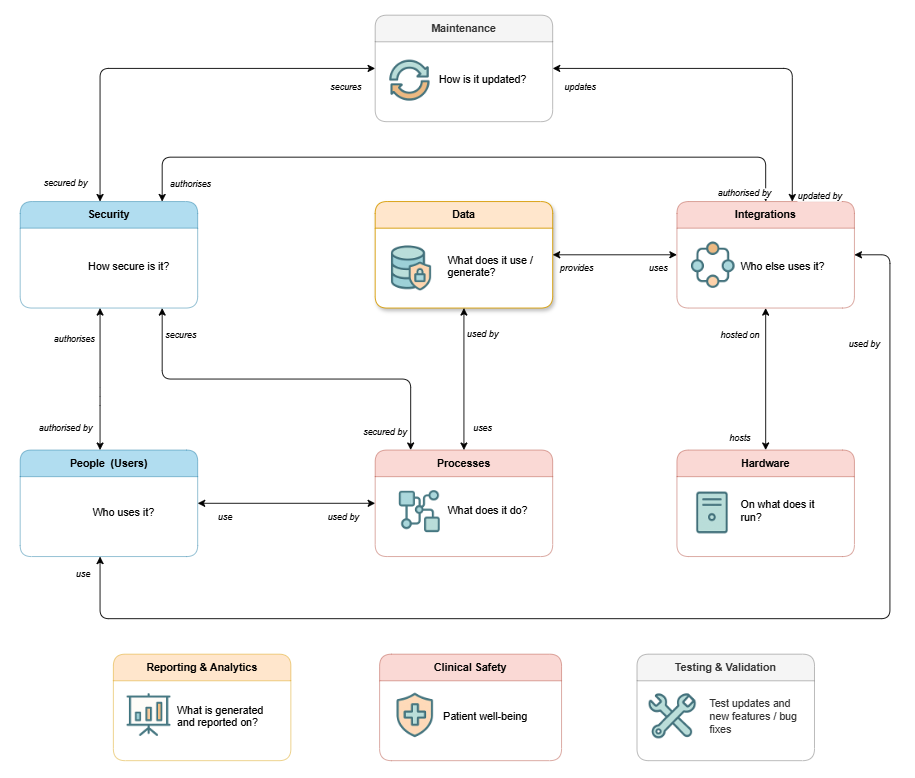 Maintenance
How is it updated?
secures
updates
secured by
authorises
authorised by
updated by
Security
How secure is it?
Data
What does it use /
generate?
provides
uses
Integrations
Who else uses it?
authorises
secures
used by
hosted on
used by
authorised by
secured by
uses
hosts
People (Users)
Who uses it?
use
used by
Processes
What does it do?
Hardware
On what does it
run?
use
Reporting & Analytics
What is generated
and reported on?
Clinical Safety
Patient well-being
Testing & Validation
Test updates and
new features / bug
fixes